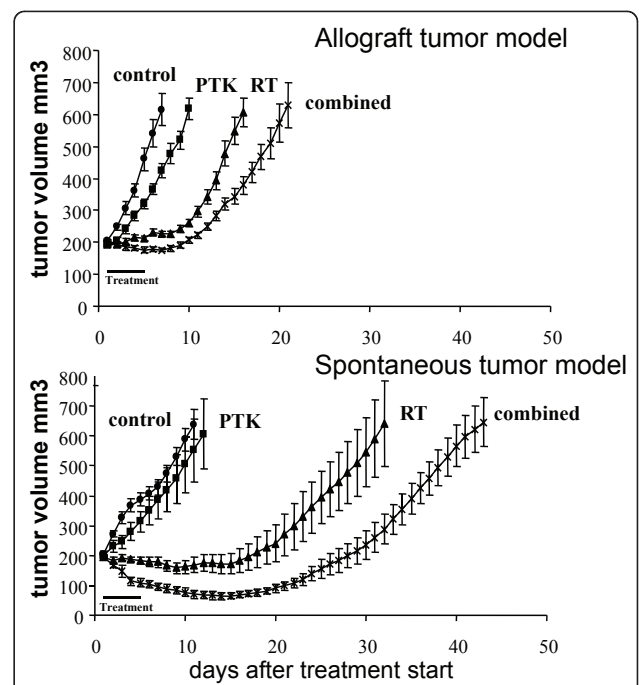 Allograft tumor model
800
700
600
500
400
300
200
100
0
tumor volume mm3
control
PTK
RT
combined
Treatment
0 10 20 30 40 50
Spontaneous tumor model
800
700
600
500
400
300
200
100
0
tumor volume mm3
control
PTK
RT
combined
Treatment
0 10 20 30 40 50
days after treatment start